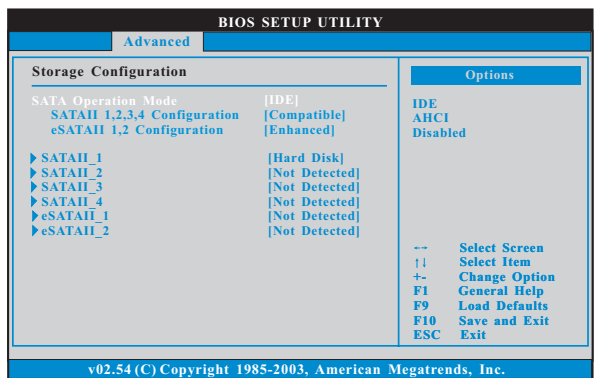 BIOS SETUP UTILITY
Advanced
Storage Configuration
SATA Operation Mode [IDE]
SATAII 1,2,3,4 Configuration [Compatible]
eSATAII 1,2 Configuration [Enhanced]
SATAII_1 [Hard Disk]
SATAII_2 [Not Detected]
SATAII_3 [Not Detected]
SATAII_4 [Not Detected]
eSATAII_1 [Not Detected]
eSATAII_2 [Not Detected]
Options
IDE
AHCI
Disabled
←→ Select Screen
↑↓ Select Item
+- Change Option
F1 General Help
F9 Load Defaults
F10 Save and Exit
ESC Exit
v02.54 (C) Copyright 1985-2003, American Megatrends, Inc.